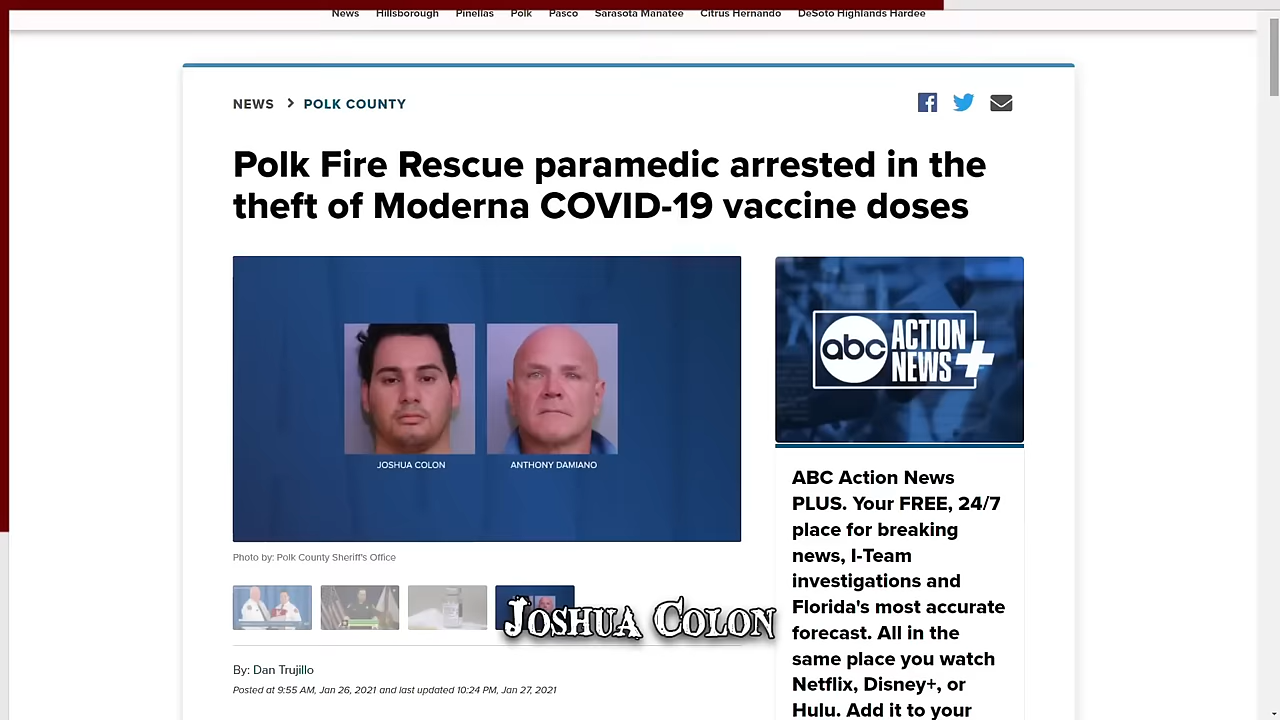 News Hillsborough Pinellas Polk Pasco Sarasota Manatee Citrus Hernando DeSoto Highlands Hardee
NEWS > POLK COUNTY
Polk Fire Rescue paramedic arrested in the
theft of Moderna COVID-19 vaccine doses
JOSHUA COLON ANTHONY DAMIANO
Photo by: Polk County Sheriff's Office
Joshua Colon
By: Dan Trujillo
Posted at 9:55 AM, Jan 26, 2021 and last updated 10:24 PM, Jan 27, 2021
abc ACTION
NEWS+
ABC Action News
PLUS. Your FREE, 24/7
place for breaking
news, I-Team
investigations and
Florida's most accurate
forecast. All in the
same place you watch
Netflix, Disney+, or
Hulu. Add it to your